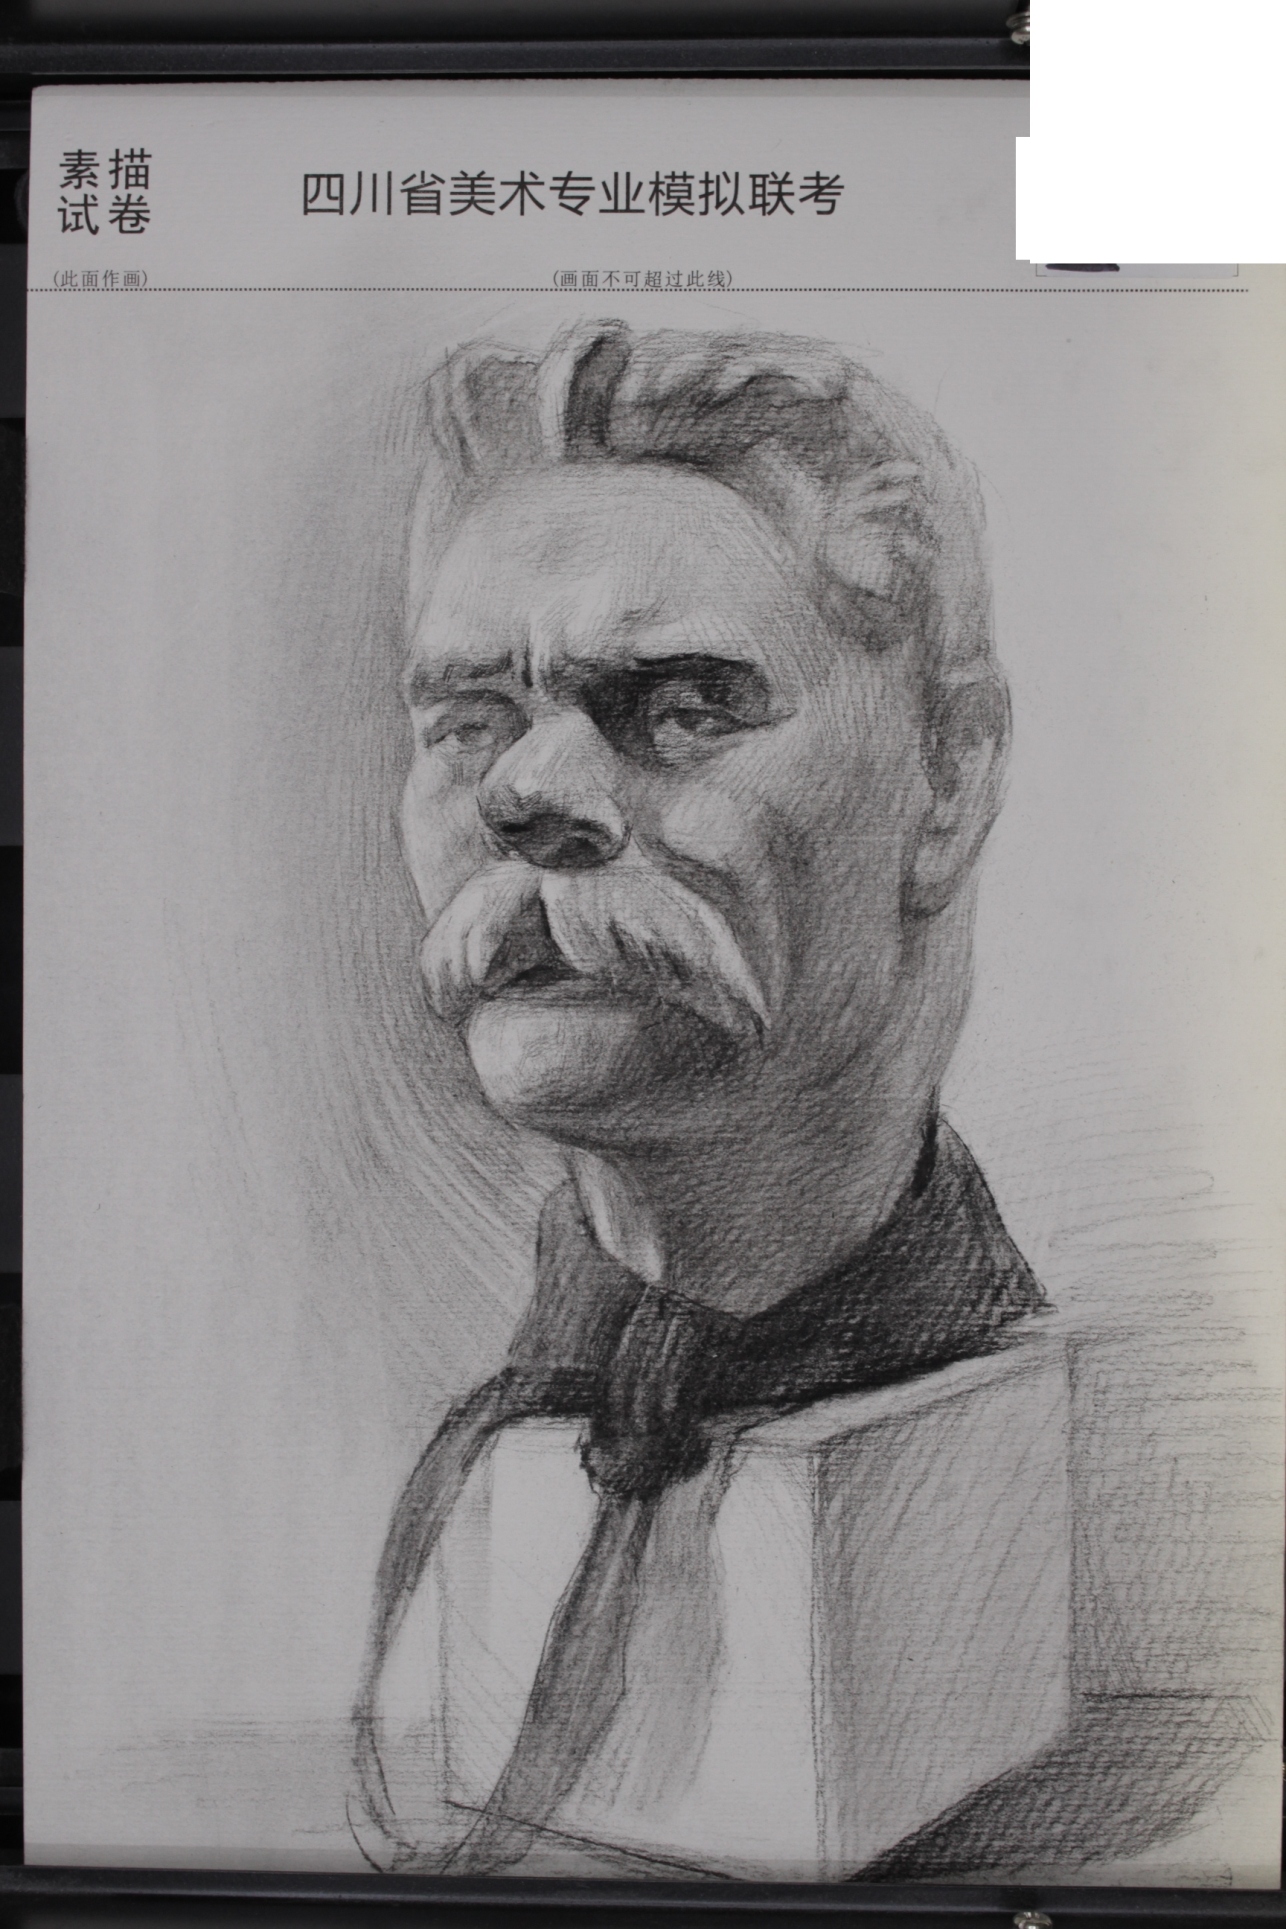 素描
试卷
四川省美术专业模拟联考
(此面作画)
(画面不可超过此线)